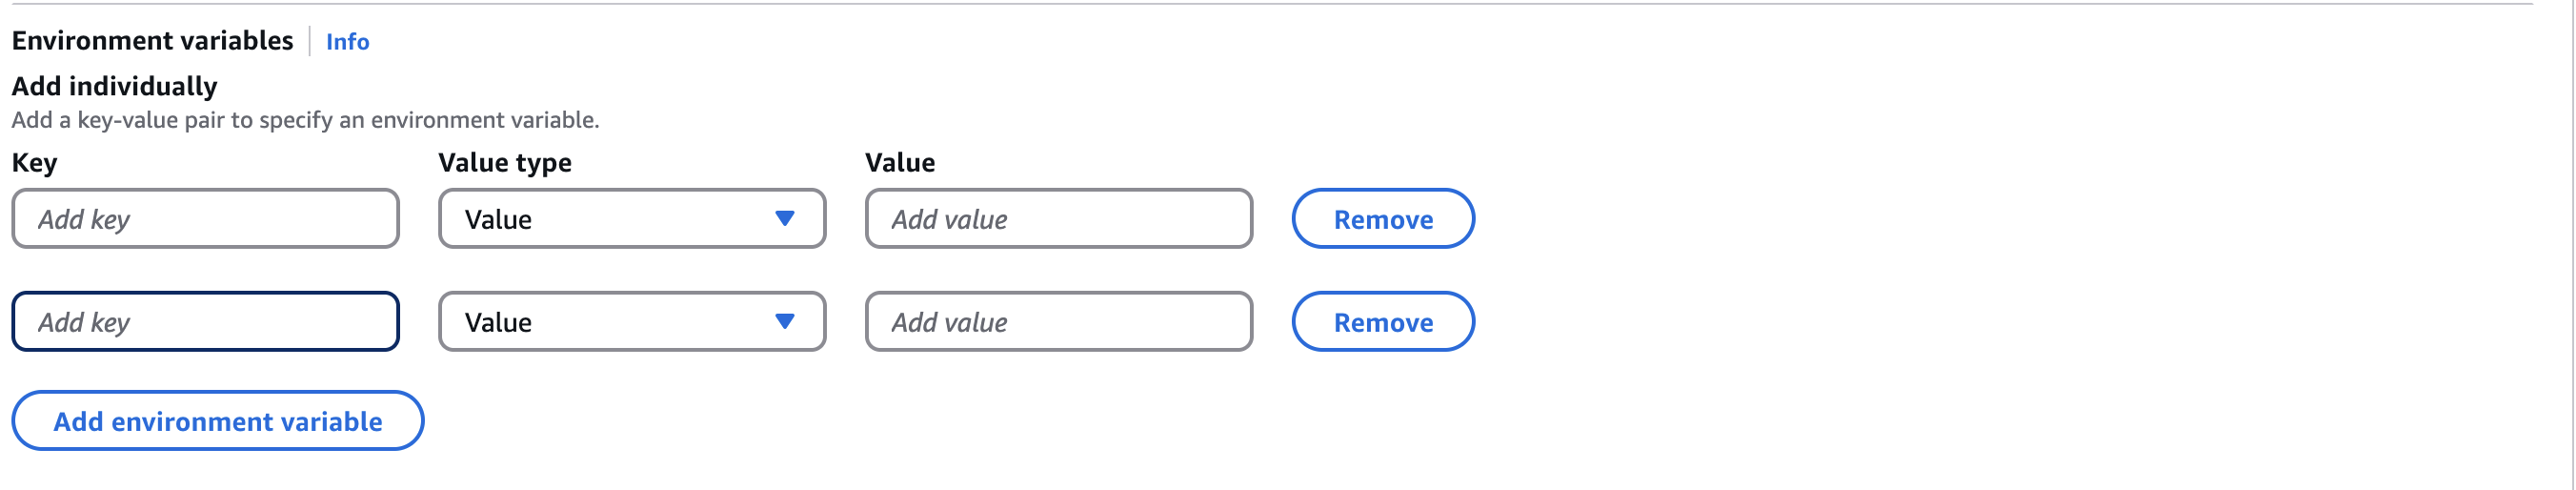 Environment variables Info
Add individually
Add a key-value pair to specify an environment variable.
Key Value type Value
Add key Value Add value Remove
Add key Value Add value Remove
Add environment variable